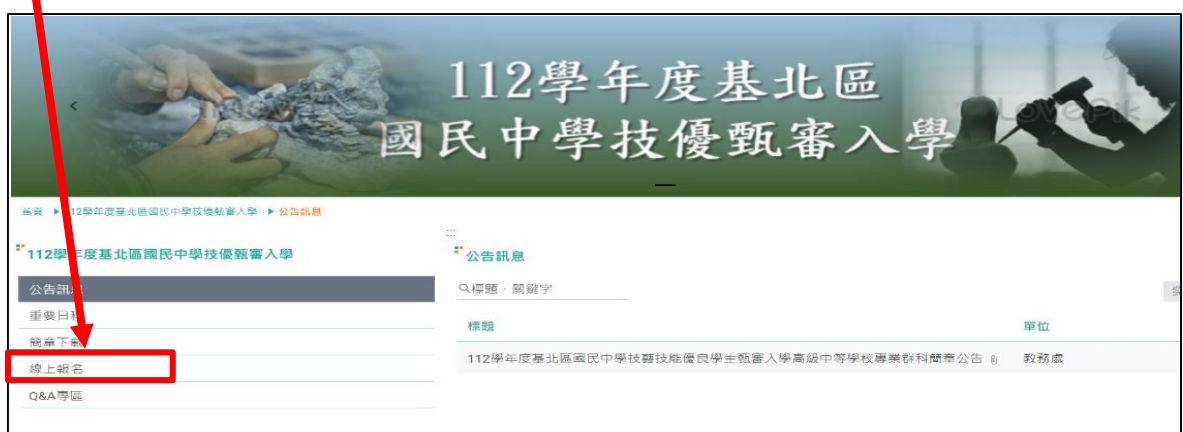 112學年度基北區
國民中學技優甄審入學
lovepik
首頁 ▶ 112學年度基北區國民中學技優甄審入學 ▶ 公告訊息
112學年度基北區國民中學技優甄審入學
公告訊息
重要日程
簡章下載
線上報名
Q&A專區
公告訊息
標題、關鍵字
標題 單位
112學年度基北區國民中學技藝技能優良學生甄審入學高級中等學校專業群科簡章公告 教務處